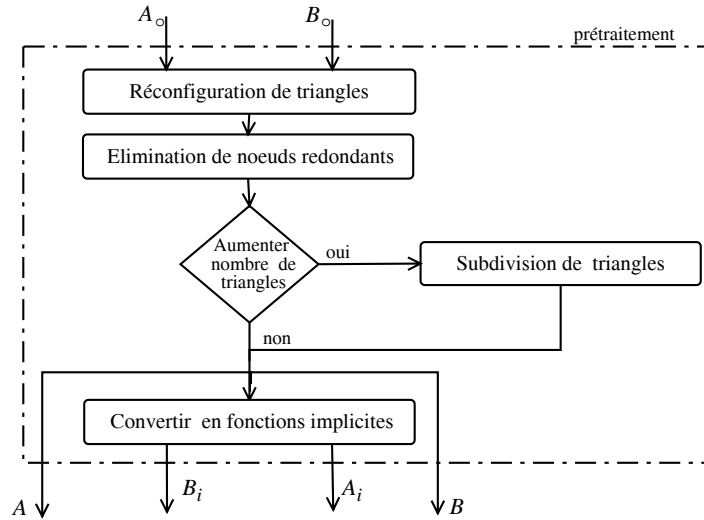 A○ B○
prétraitement
Réconfiguration de triangles
Elimination de noeuds redondants
Aumenter
nombre de
triangles
oui
Subdivision de triangles
non
Convertir en fonctions implicites
A Bi Ai B